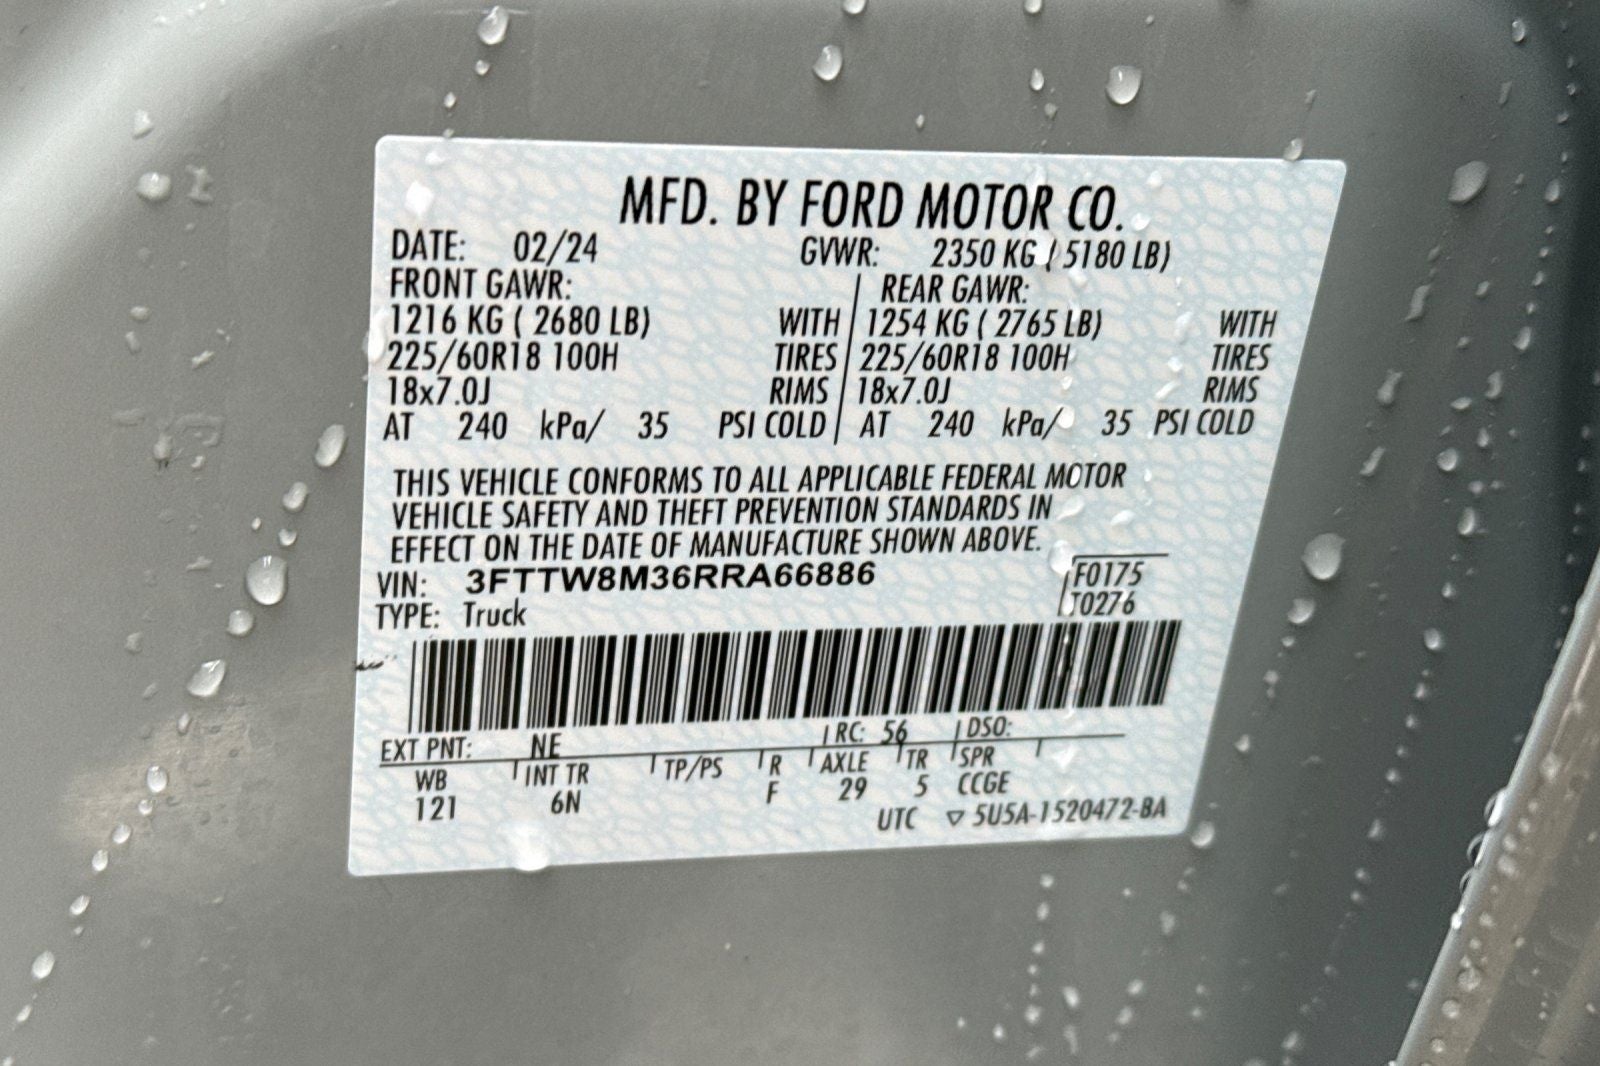 MFD. BY FORD MOTOR CO.
DATE: 02/24 GVWR: 2350 KG ( 5180 LB)
FRONT GAWR: REAR GAWR:
1216 KG ( 2680 LB) WITH 1254 KG ( 2765 LB) WITH
225/60R18 100H TIRES 225/60R18 100H TIRES
18x7.0J RIMS 18x7.0J RIMS
AT 240 kPa/ 35 PSI COLD AT 240 kPa/ 35 PSI COLD
THIS VEHICLE CONFORMS TO ALL APPLICABLE FEDERAL MOTOR
VEHICLE SAFETY AND THEFT PREVENTION STANDARDS IN
EFFECT ON THE DATE OF MANUFACTURE SHOWN ABOVE.
VIN: 3FTTW8M36RRA66886 F0175
TYPE: Truck T0276
EXT PNT: NE RC: 56 DSO:
WB INT TR TP/PS R AXLE TR SPR
121 6N F 29 5 CCGE
UTC ▽ 5U5A-1520472-BA